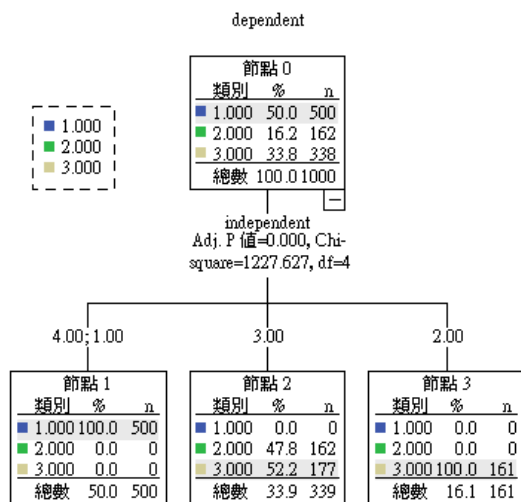 dependent
節點 0
類別 % n
1.000 50.0 500
2.000 16.2 162
3.000 33.8 338
總數 100.0 1000
1.000
2.000
3.000
independent
Adj. P 值=0.000, Chi-
square=1227.627, df=4
4.00; 1.00
3.00
2.00
節點 1
類別 % n
1.000 100.0 500
2.000 0.0 0
3.000 0.0 0
總數 50.0 500
節點 2
類別 % n
1.000 0.0 0
2.000 47.8 162
3.000 52.2 177
總數 33.9 339
節點 3
類別 % n
1.000 0.0 0
2.000 0.0 0
3.000 100.0 161
總數 16.1 161